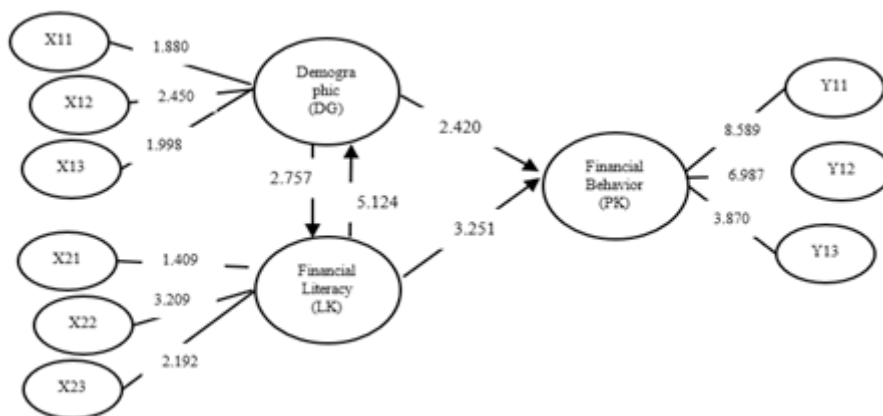 X11
1.880
X12
2.450
X13
1.998
Demogra
phic
(DG)
2.420
2.757
5.124
Financial
Behavior
(PK)
8.589
Y11
6.987
Y12
3.870
Y13
X21
1.409
X22
3.209
X23
2.192
Financial
Literacy
(LK)
3.251